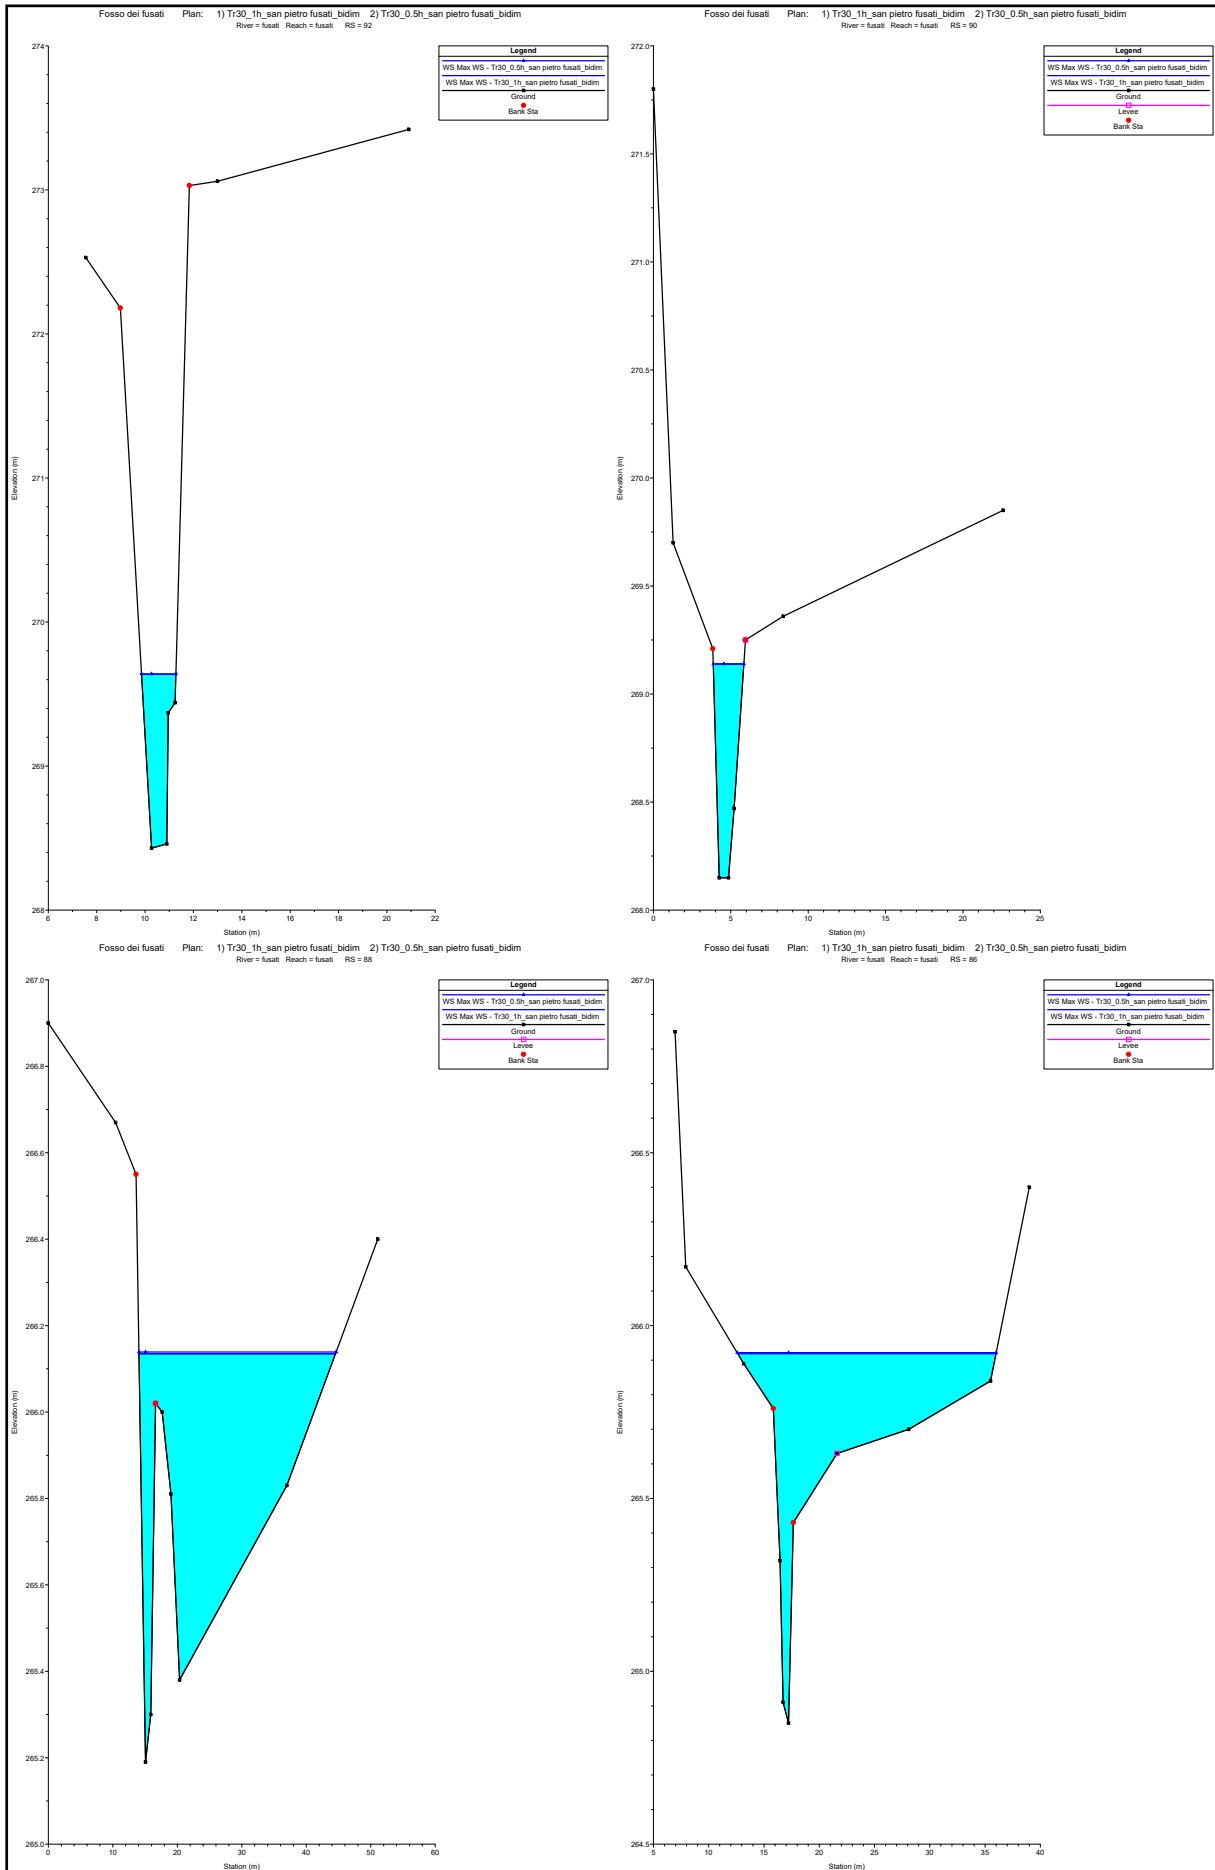 Fosso dei fusati Plan: 1) Tr30_1h_san pietro fusati_bidim 2) Tr30_0.5h_san pietro fusati_bidim
River = fusati Reach = fusati RS = 92
Legend
WS Max WS - Tr30_0.5h_san pietro fusati_bidim
WS Max WS - Tr30_1h_san pietro fusati_bidim
Ground
Bank Sta
274
273
272
271
270
269
268
Elevation (m)
6 8 10 12 14 16 18 20 22
Station (m)
Fosso dei fusati Plan: 1) Tr30_1h_san pietro fusati_bidim 2) Tr30_0.5h_san pietro fusati_bidim
River = fusati Reach = fusati RS = 90
Legend
WS Max WS - Tr30_0.5h_san pietro fusati_bidim
WS Max WS - Tr30_1h_san pietro fusati_bidim
Ground
Levee
Bank Sta
272.0
271.5
271.0
270.5
270.0
269.5
269.0
268.5
268.0
Elevation (m)
0 5 10 15 20 25
Station (m)
Fosso dei fusati Plan: 1) Tr30_1h_san pietro fusati_bidim 2) Tr30_0.5h_san pietro fusati_bidim
River = fusati Reach = fusati RS = 88
Legend
WS Max WS - Tr30_0.5h_san pietro fusati_bidim
WS Max WS - Tr30_1h_san pietro fusati_bidim
Ground
Levee
Bank Sta
267.0
266.8
266.6
266.4
266.2
266.0
265.8
265.6
265.4
265.2
265.0
Elevation (m)
0 10 20 30 40 50 60
Station (m)
Fosso dei fusati Plan: 1) Tr30_1h_san pietro fusati_bidim 2) Tr30_0.5h_san pietro fusati_bidim
River = fusati Reach = fusati RS = 86
Legend
WS Max WS - Tr30_0.5h_san pietro fusati_bidim
WS Max WS - Tr30_1h_san pietro fusati_bidim
Ground
Levee
Bank Sta
267.0
266.5
266.0
265.5
265.0
264.5
Elevation (m)
5 10 15 20 25 30 35 40
Station (m)